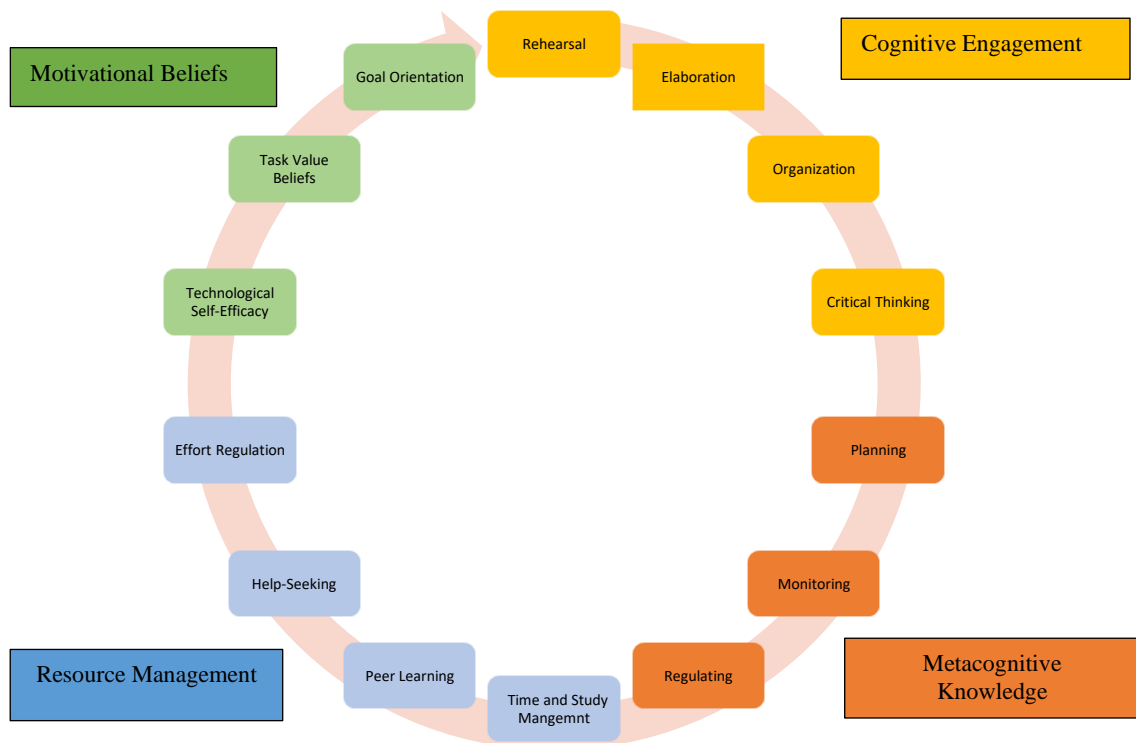 Motivational Beliefs
Cognitive Engagement
Rehearsal
Elaboration
Organization
Critical Thinking
Planning
Monitoring
Regulating
Time and Study
Mangemnt
Peer Learning
Help-Seeking
Effort Regulation
Technological
Self-Efficacy
Task Value
Beliefs
Goal Orientation
Resource Management
Metacognitive
Knowledge